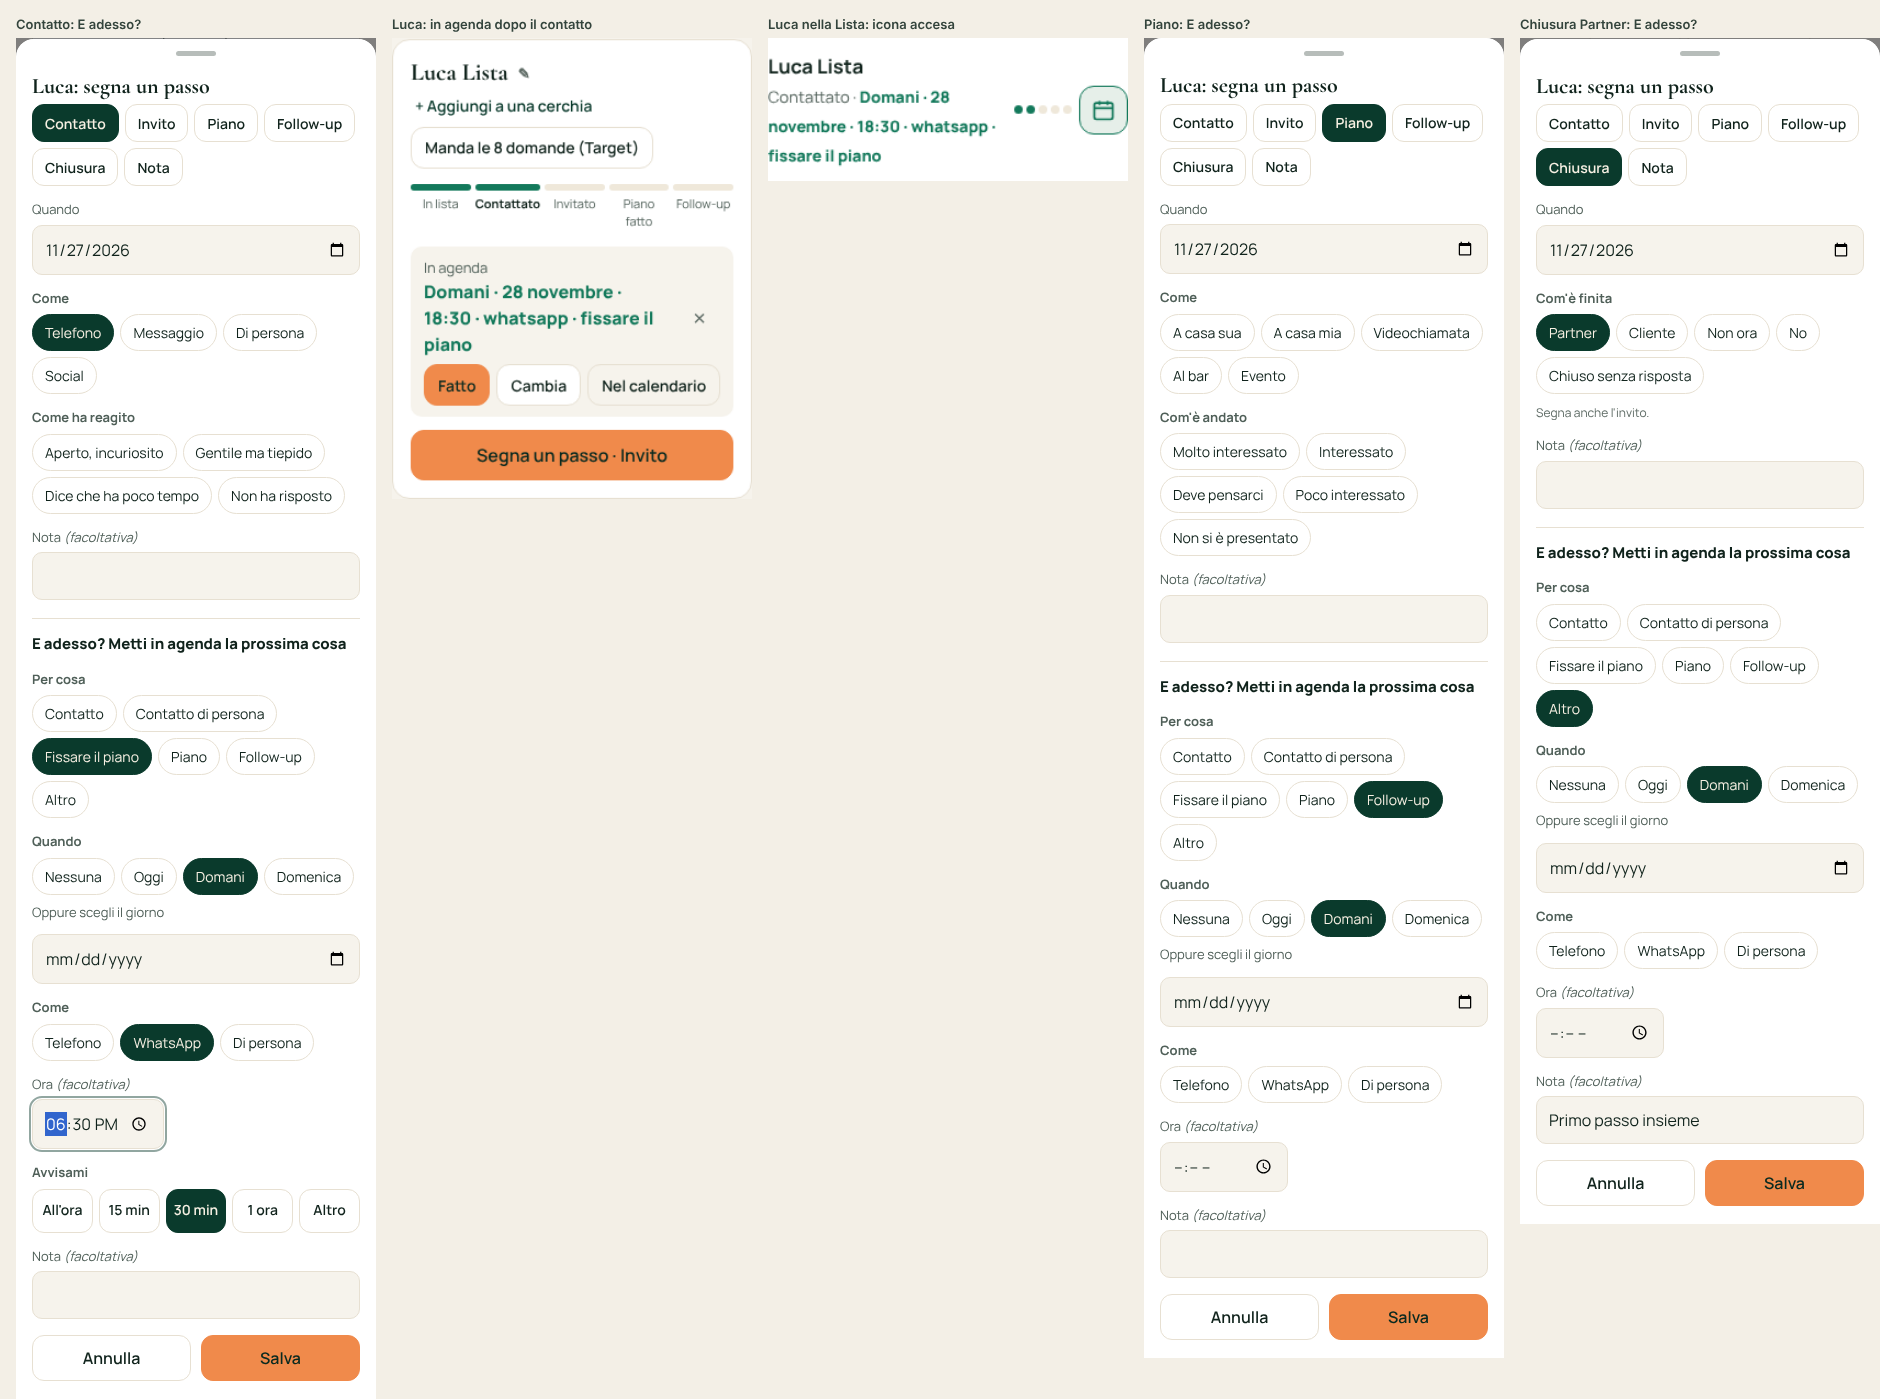 Contatto: E adesso?
Luca: segna un passo
Contatto Invito Piano Follow-up
Chiusura Nota
Quando
11/27/2026
Come
Telefono Messaggio Di persona
Social
Come ha reagito
Aperto, incuriosito Gentile ma tiepido
Dice che ha poco tempo Non ha risposto
Nota (facoltativa)
E adesso? Metti in agenda la prossima cosa
Per cosa
Contatto Contatto di persona
Fissare il piano Piano Follow-up
Altro
Quando
Nessuna Oggi Domani Domenica
Oppure scegli il giorno
mm/dd/yyyy
Come
Telefono WhatsApp Di persona
Ora (facoltativa)
06:30 PM
Avvisami
All'ora 15 min 30 min 1 ora Altro
Nota (facoltativa)
Annulla Salva
Luca: in agenda dopo il contatto
Luca Lista ✎
+ Aggiungi a una cerchia
Manda le 8 domande (Target)
In lista Contattato Invitato Piano fatto Follow-up
In agenda
Domani · 28 novembre ·
18:30 · whatsapp · fissare il
piano
×
Fatto Cambia Nel calendario
Segna un passo · Invito
Luca nella Lista: icona accesa
Luca Lista
Contattato · Domani · 28
novembre · 18:30 · whatsapp ·
fissare il piano
Piano: E adesso?
Luca: segna un passo
Contatto Invito Piano Follow-up
Chiusura Nota
Quando
11/27/2026
Come
A casa sua A casa mia Videochiamata
Al bar Evento
Com'è andato
Molto interessato Interessato
Deve pensarci Poco interessato
Non si è presentato
Nota (facoltativa)
E adesso? Metti in agenda la prossima cosa
Per cosa
Contatto Contatto di persona
Fissare il piano Piano Follow-up
Altro
Quando
Nessuna Oggi Domani Domenica
Oppure scegli il giorno
mm/dd/yyyy
Come
Telefono WhatsApp Di persona
Ora (facoltativa)
–:– –
Nota (facoltativa)
Annulla Salva
Chiusura Partner: E adesso?
Luca: segna un passo
Contatto Invito Piano Follow-up
Chiusura Nota
Quando
11/27/2026
Com'è finita
Partner Cliente Non ora No
Chiuso senza risposta
Segna anche l'invito.
Nota (facoltativa)
E adesso? Metti in agenda la prossima cosa
Per cosa
Contatto Contatto di persona
Fissare il piano Piano Follow-up
Altro
Quando
Nessuna Oggi Domani Domenica
Oppure scegli il giorno
mm/dd/yyyy
Come
Telefono WhatsApp Di persona
Ora (facoltativa)
–:– –
Nota (facoltativa)
Primo passo insieme
Annulla Salva